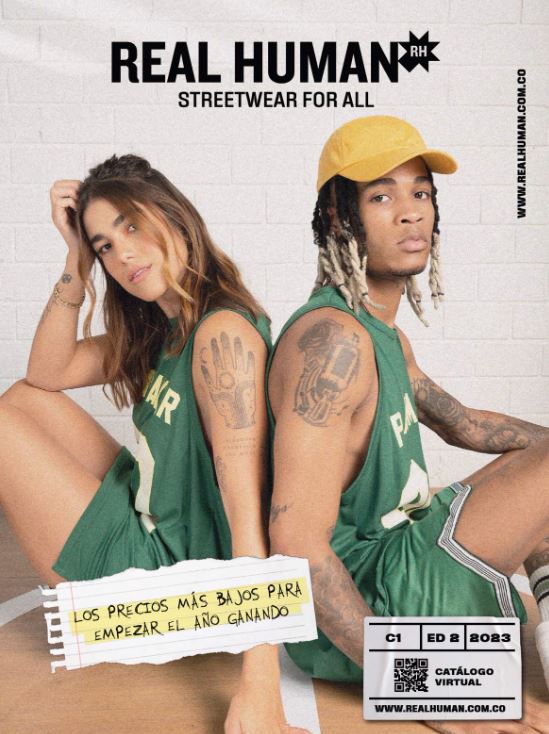 REAL HUMAN
RH
STREETWEAR FOR ALL
WWW.REALHUMAN.COM.CO
LOS PRECIOS MÁS BAJOS PARA
EMPEZAR EL AÑO GANANDO
C1 ED 2 2023
CATÁLOGO
VIRTUAL
WWW.REALHUMAN.COM.CO